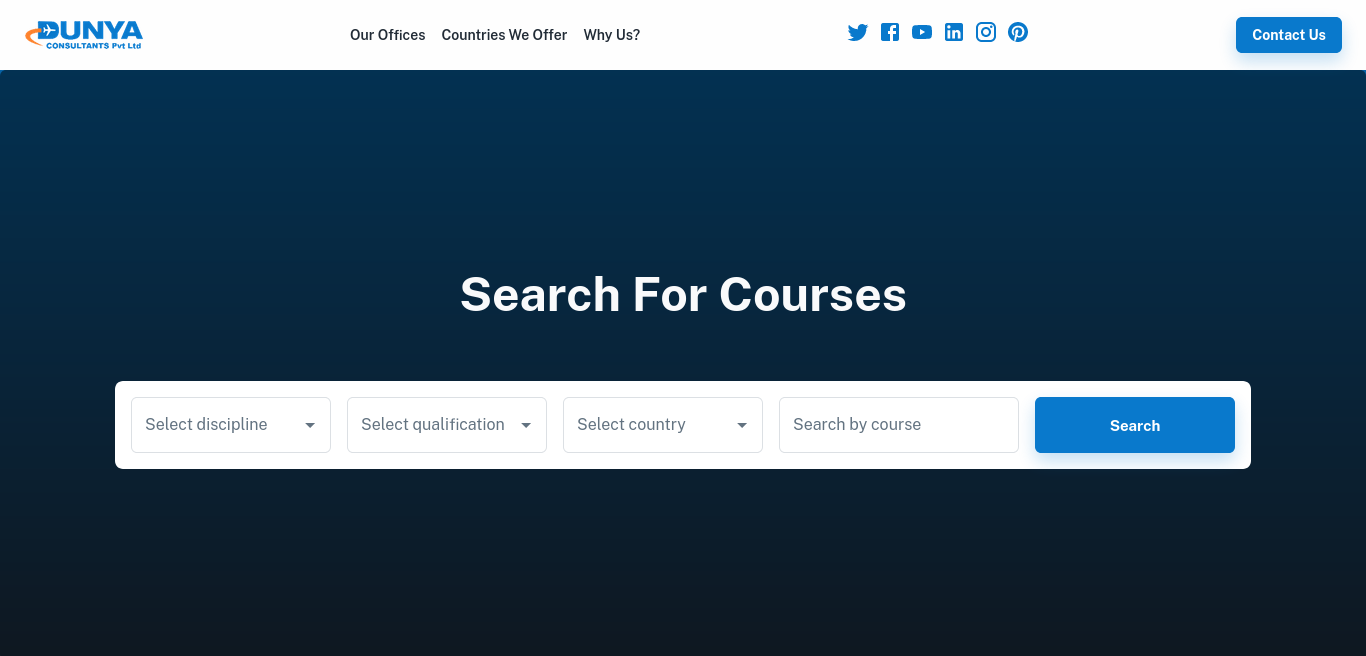 DUNYA
CONSULTANTS Pvt Ltd
Our Offices
Countries We Offer
Why Us?
Contact Us
Search For Courses
Select discipline
Select qualification
Select country
Search by course
Search